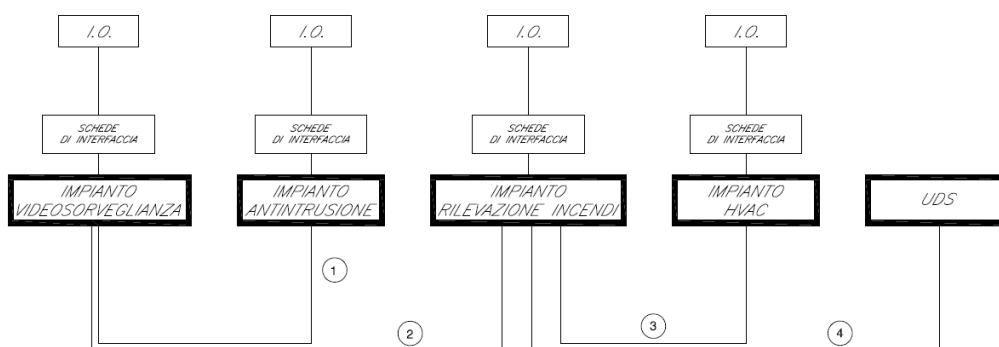 I.O.
I.O.
I.O.
I.O.
SCHEDE
DI INTERFACCIA
SCHEDE
DI INTERFACCIA
SCHEDE
DI INTERFACCIA
SCHEDE
DI INTERFACCIA
IMPIANTO
VIDEOSORVEGLIANZA
IMPIANTO
ANTINTRUSIONE
IMPIANTO
RILEVAZIONE INCENDI
IMPIANTO
HVAC
UDS
1
2
3
4